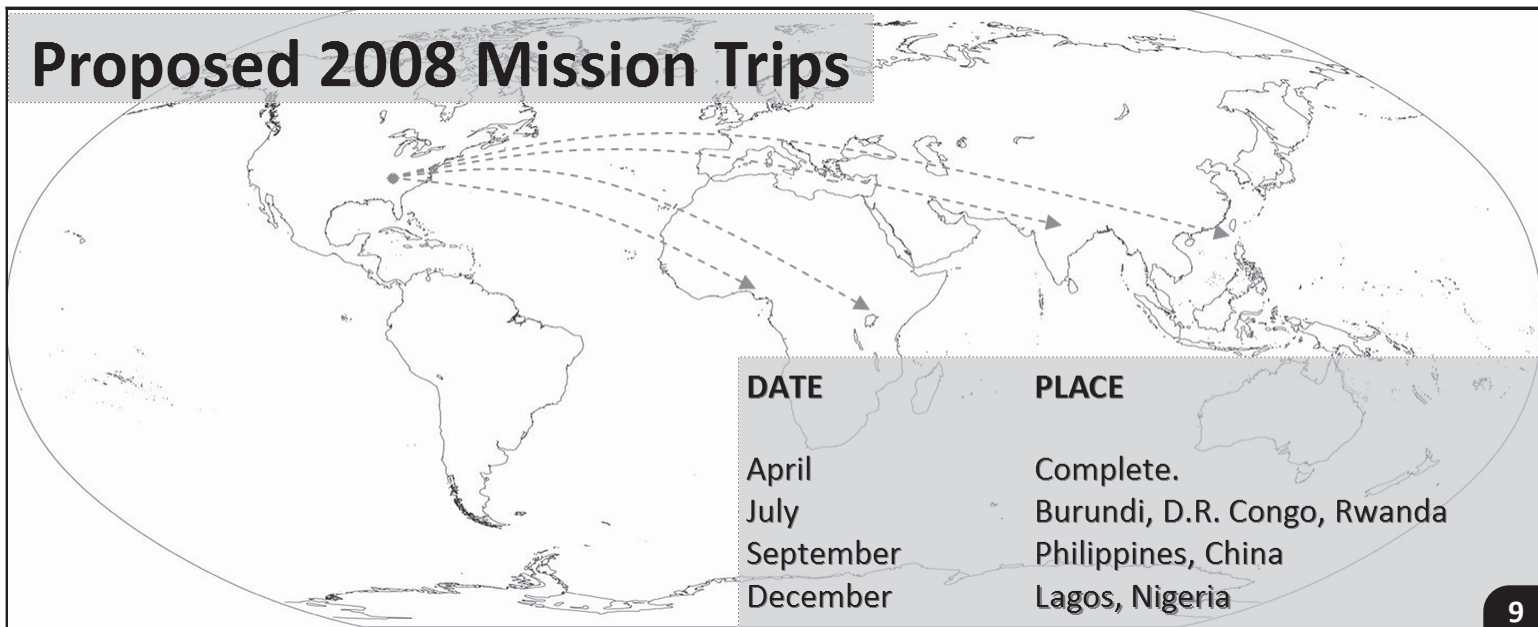 Proposed 2008 Mission Trips
DATE PLACE
April Complete.
July Burundi, D.R. Congo, Rwanda
September Philippines, China
December Lagos, Nigeria
9